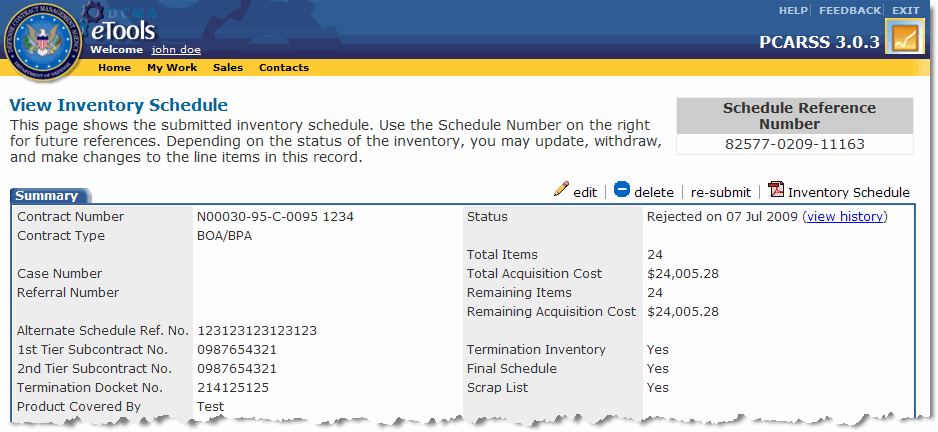 HELP | FEEDBACK | EXIT
DCMA
eTools
Welcome john doe
PCARSS 3.0.3
Home My Work Sales Contacts
View Inventory Schedule
This page shows the submitted inventory schedule. Use the Schedule Number on the right
for future references. Depending on the status of the inventory, you may update, withdraw,
and make changes to the line items in this record.
Schedule Reference
Number
82577-0209-11163
edit | delete | re-submit | Inventory Schedule
Summary
Contract Number N00030-95-C-0095 1234
Contract Type BOA/BPA
Case Number
Referral Number
Alternate Schedule Ref. No. 123123123123123
1st Tier Subcontract No. 0987654321
2nd Tier Subcontract No. 0987654321
Termination Docket No. 214125125
Product Covered By Test
Status Rejected on 07 Jul 2009 (view history)
Total Items 24
Total Acquisition Cost $24,005.28
Remaining Items 24
Remaining Acquisition Cost $24,005.28
Termination Inventory Yes
Final Schedule Yes
Scrap List Yes